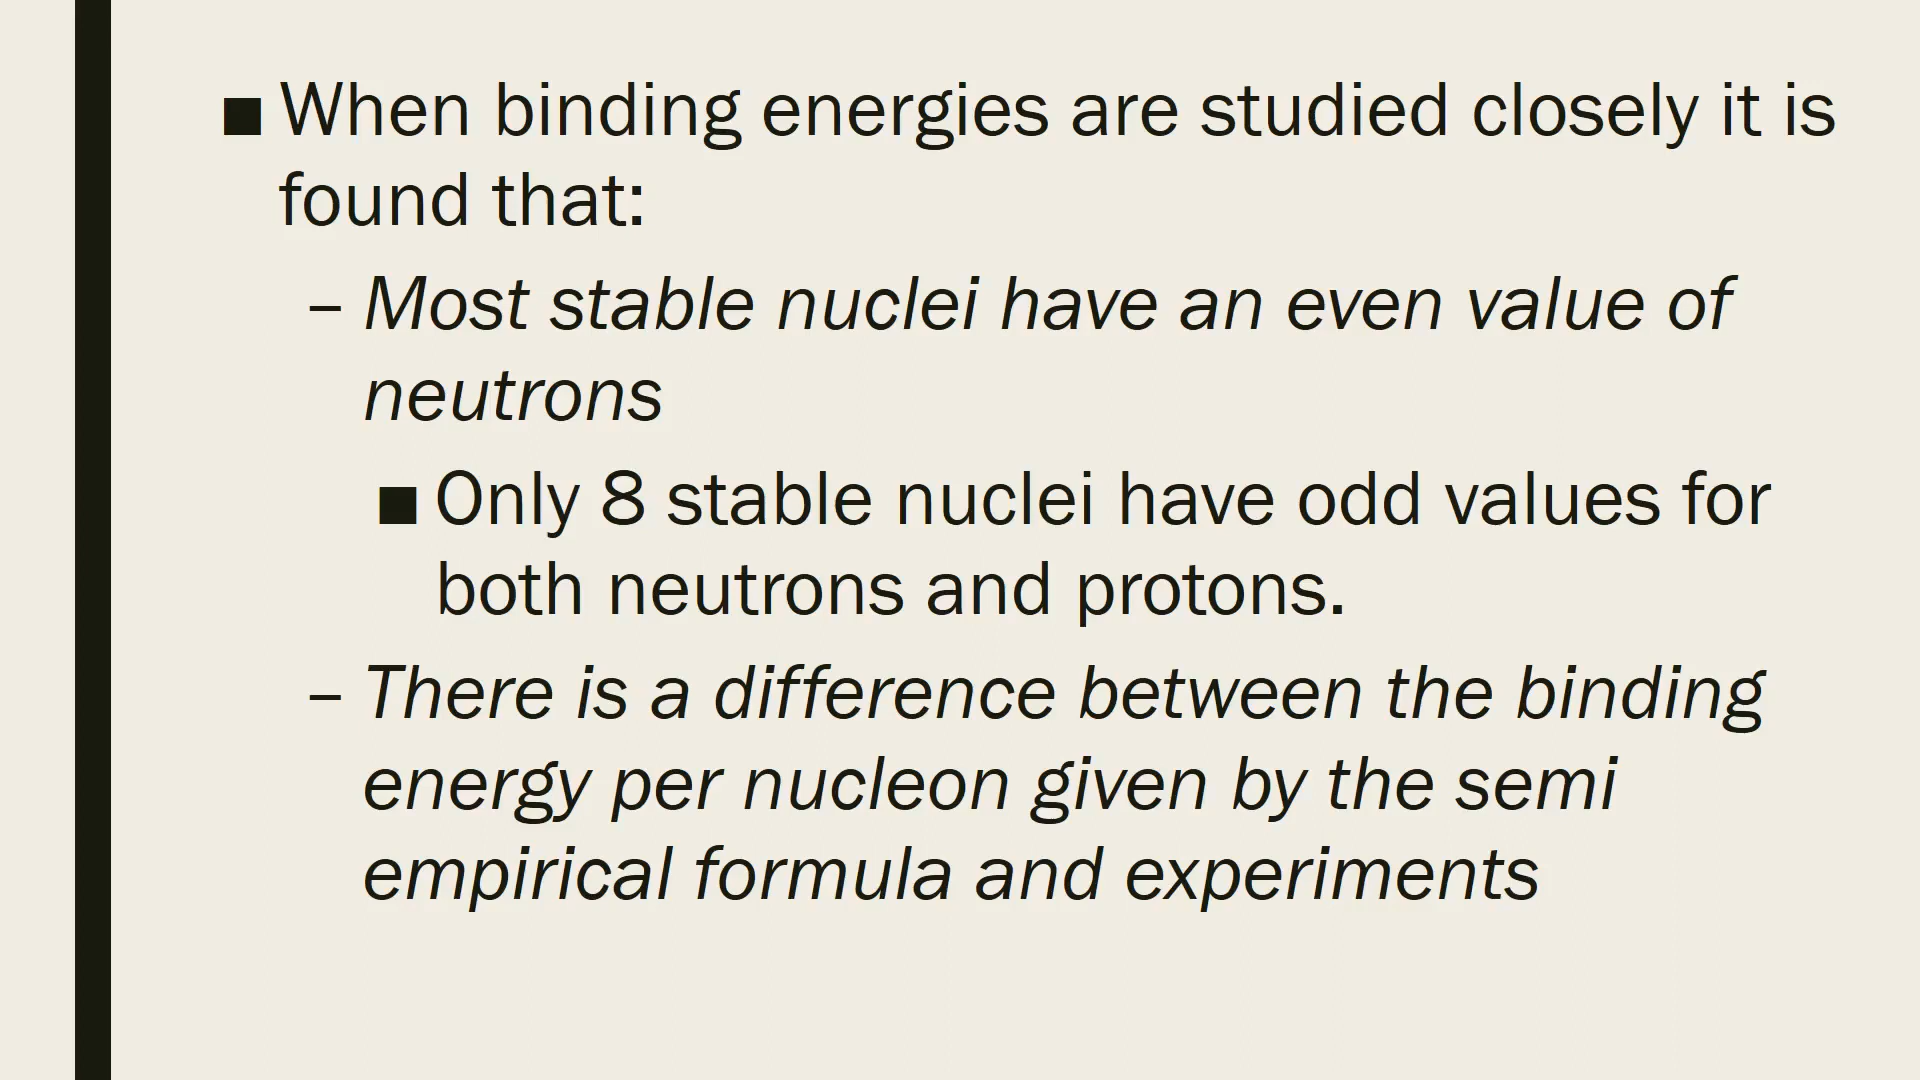 ■ When binding energies are studied closely it is
found that:
– Most stable nuclei have an even value of
neutrons
■ Only 8 stable nuclei have odd values for
both neutrons and protons.
– There is a difference between the binding
energy per nucleon given by the semi
empirical formula and experiments